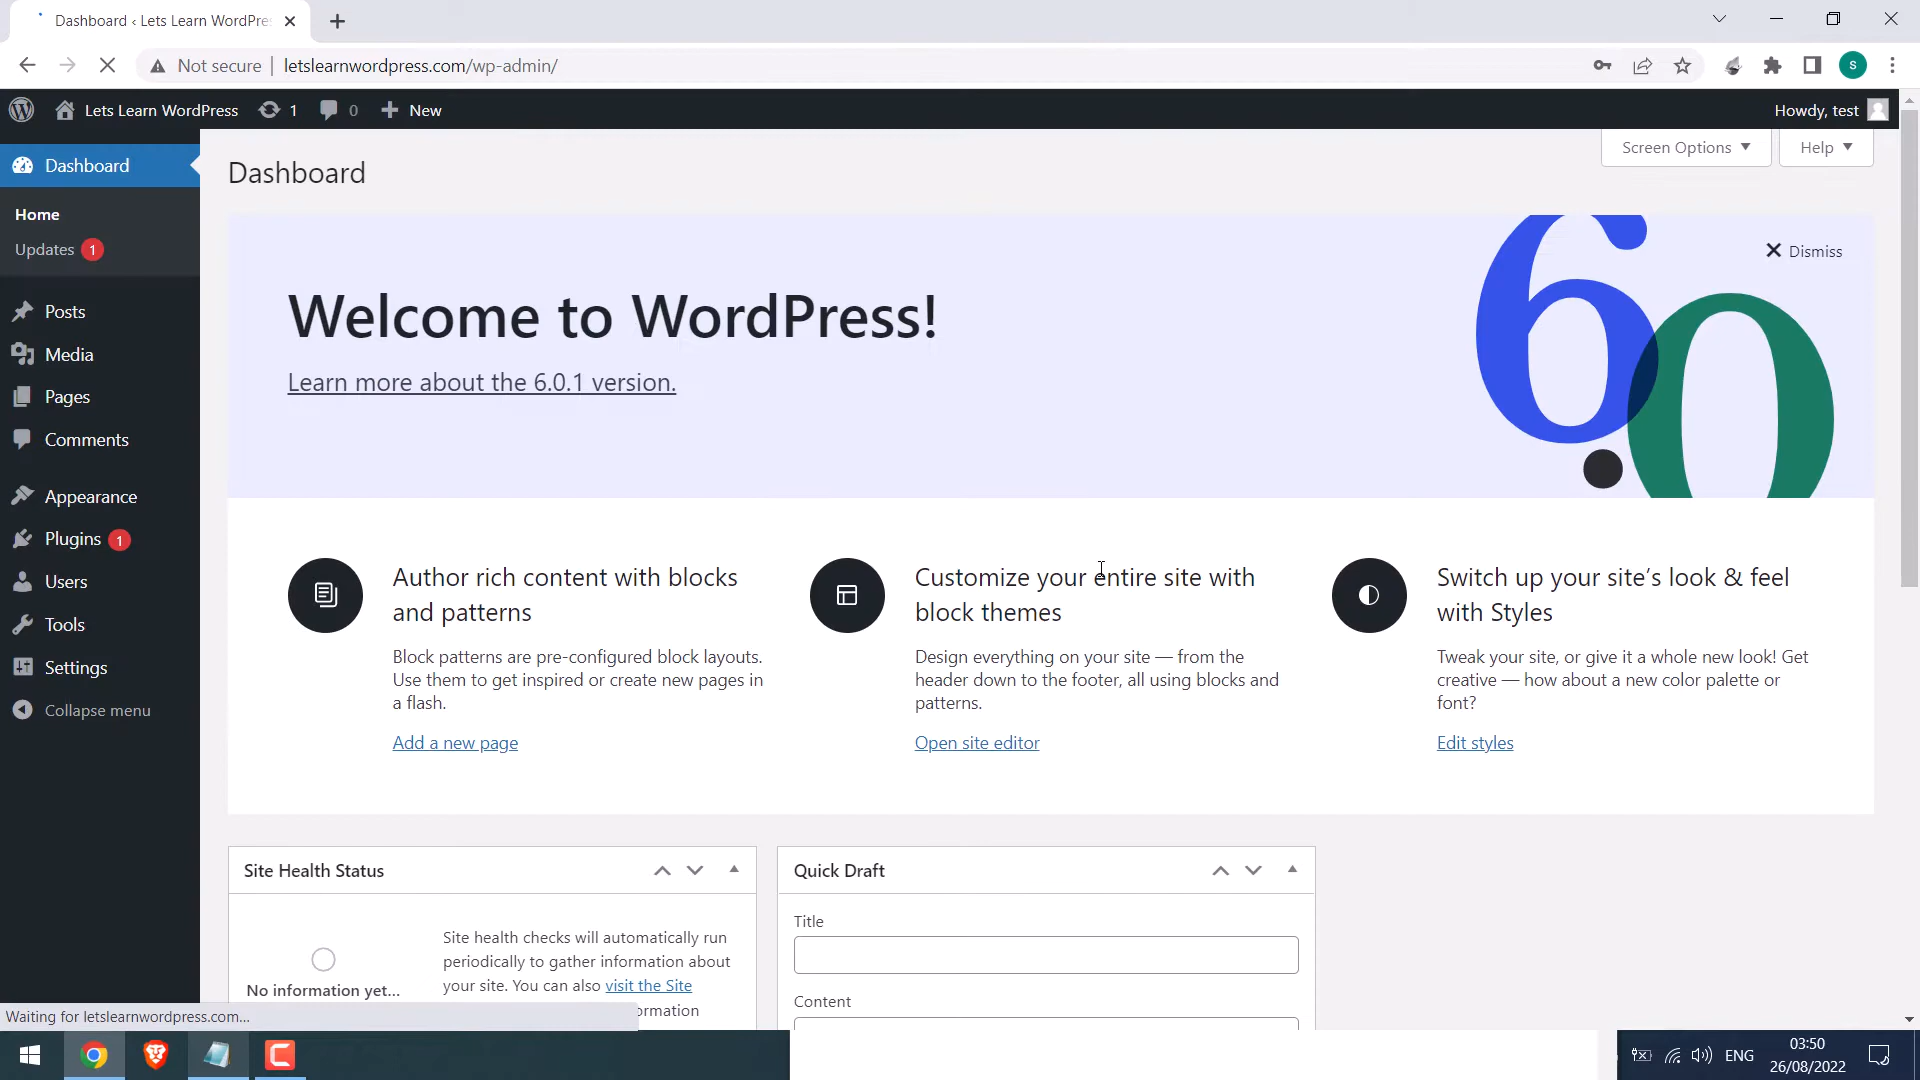 Dashboard ‹ Lets Learn WordPre
Not secure
letslearnwordpress.com/wp-admin/
S
Lets Learn WordPress
1
0
New
Howdy, test
Dashboard
Home
Updates 1
Posts
Media
Pages
Comments
Appearance
Plugins 1
Users
Tools
Settings
Collapse menu
Dashboard
Screen Options ▼
Help ▼
Welcome to WordPress!
Learn more about the 6.0.1 version.
Dismiss
6.0
Author rich content with blocks
and patterns
Block patterns are pre-configured block layouts.
Use them to get inspired or create new pages in
a flash.
Add a new page
Customize your entire site with
block themes
Design everything on your site — from the
header down to the footer, all using blocks and
patterns.
Open site editor
Switch up your site's look & feel
with Styles
Tweak your site, or give it a whole new look! Get
creative — how about a new color palette or
font?
Edit styles
Site Health Status
No information yet...
Site health checks will automatically run
periodically to gather information about
your site. You can also visit the Site
ormation
Quick Draft
Title
Content
Waiting for letslearnwordpress.com...
ENG
03:50
26/08/2022